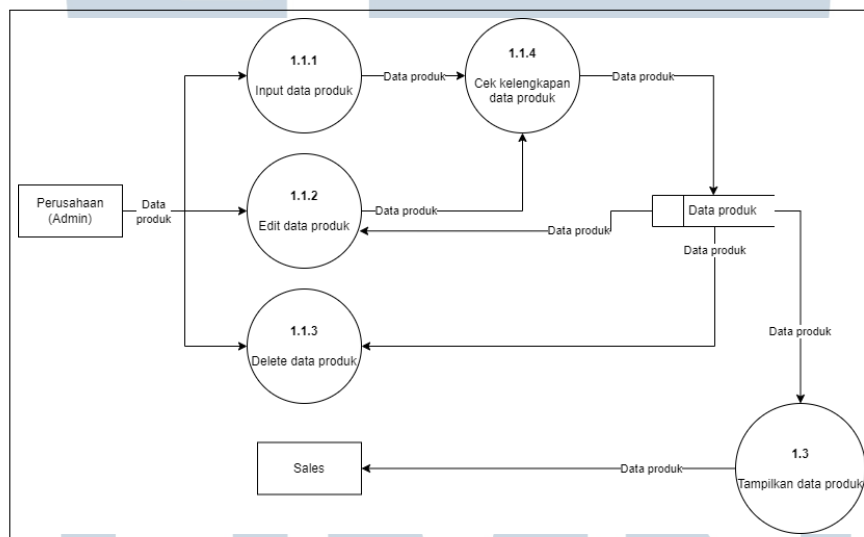 1.1.1
Input data produk
Data produk
1.1.4
Cek kelengkapan
data produk
Data produk
Perusahaan
(Admin)
Data
produk
1.1.2
Edit data produk
Data produk
Data produk
Data produk
Data produk
1.1.3
Delete data produk
Data produk
1.3
Tampilkan data produk
Data produk
Sales